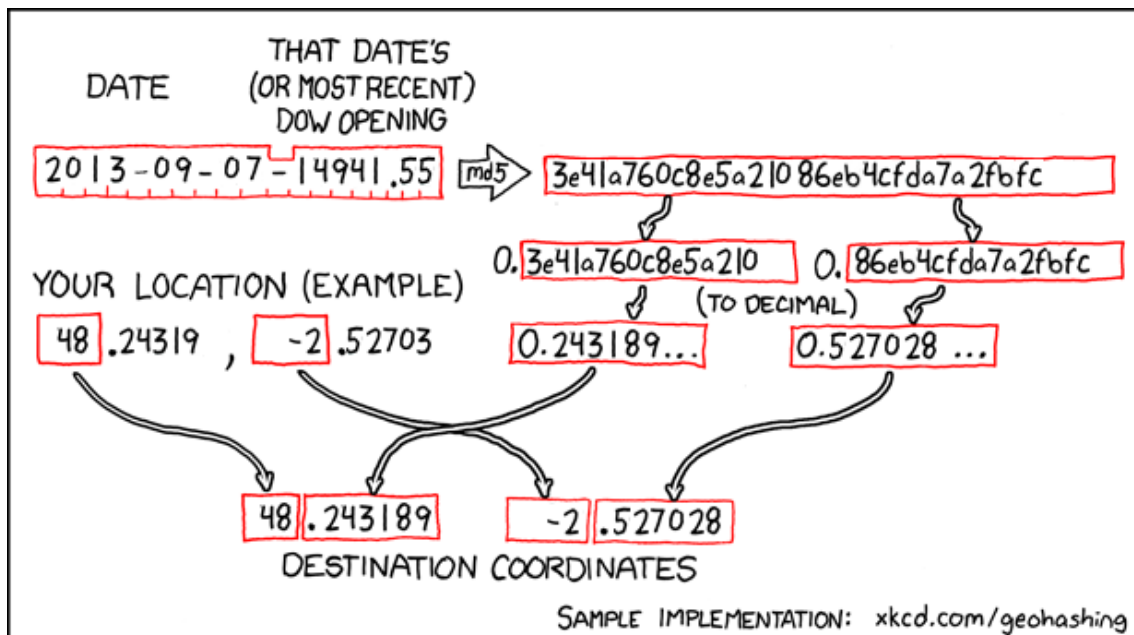 DATE
THAT DATE'S
(OR MOST RECENT)
DOW OPENING
2013-09-07-14941.55
md5
3e41a760c8e5a21086eb4cfda7a2fbfc
0.3e41a760c8e5a210
0.86eb4cfda7a2fbfc
YOUR LOCATION (EXAMPLE)
(TO DECIMAL)
48.24319, -2.52703
0.243189...
0.527028 ...
48.243189
-2.527028
DESTINATION COORDINATES
SAMPLE IMPLEMENTATION: xkcd.com/geohashing